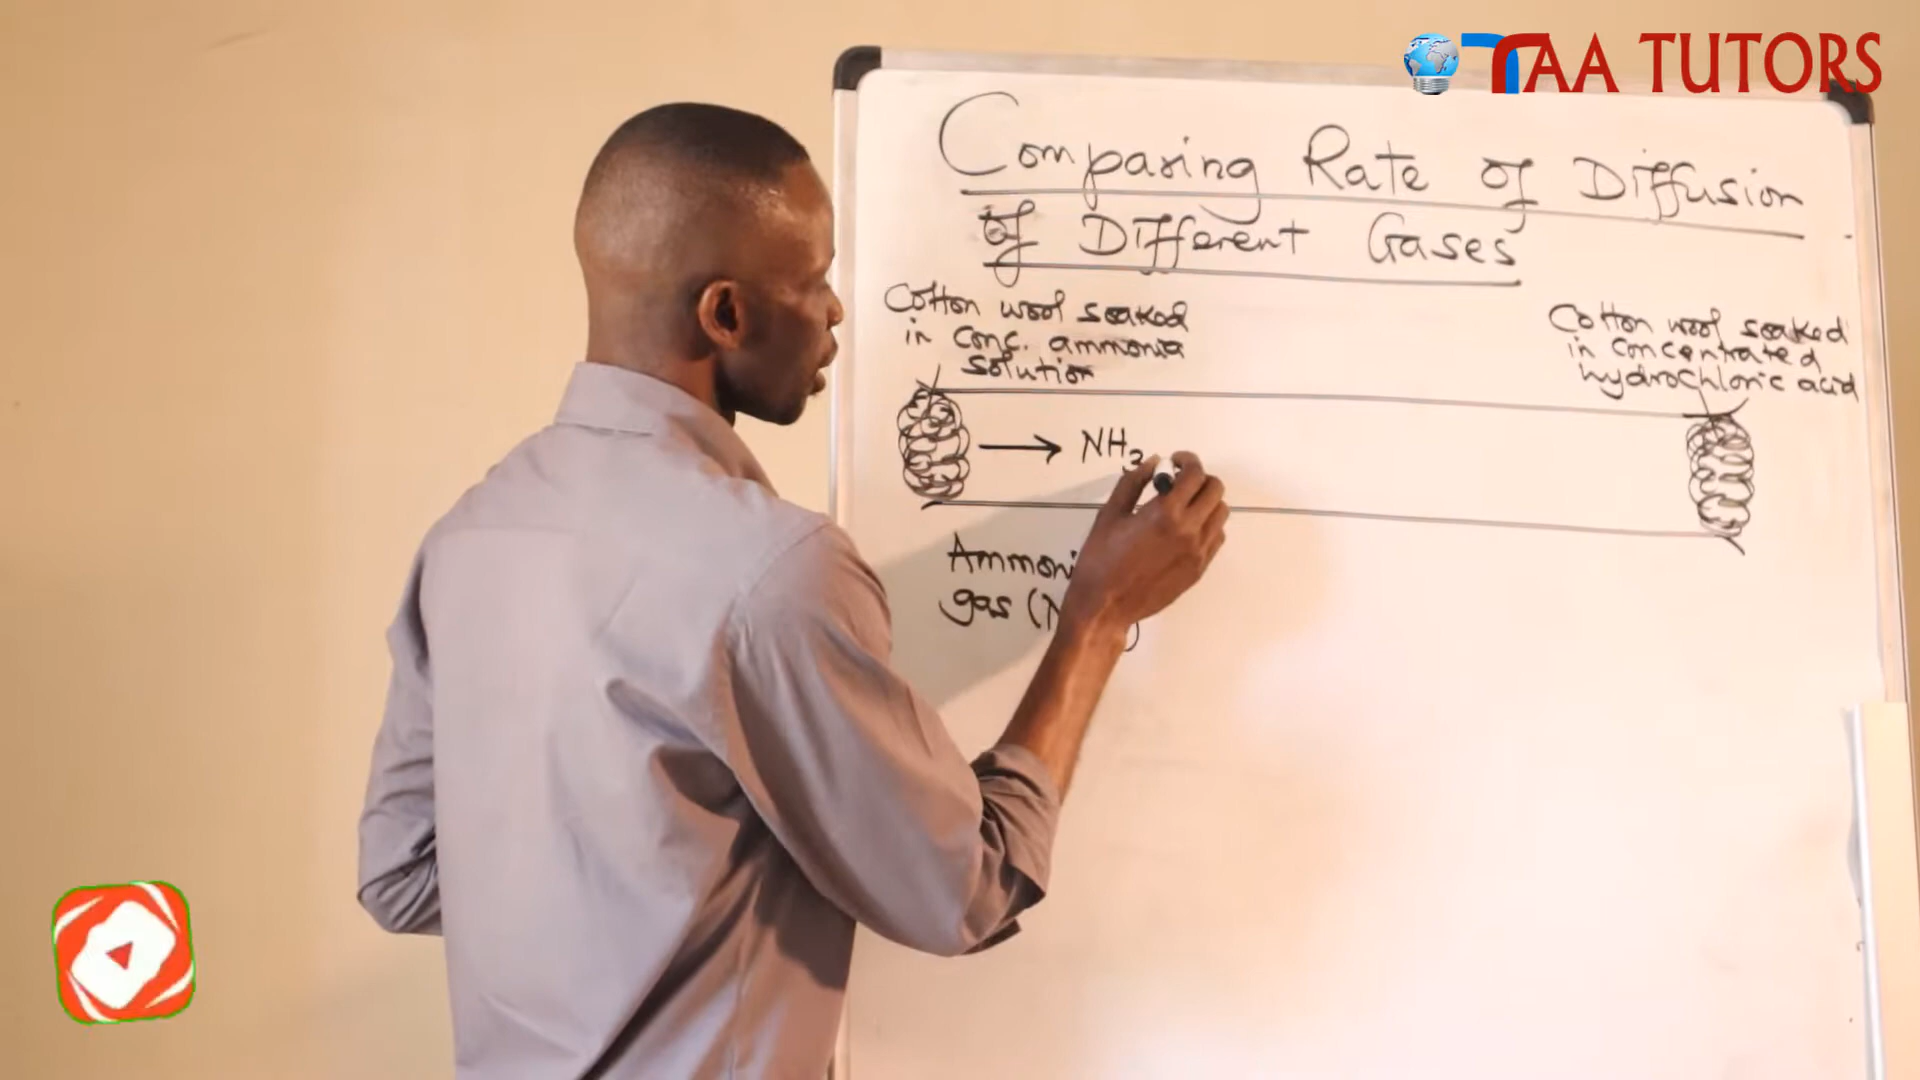 TAA TUTORS
Comparing Rate of Diffusion
of Different Gases
Cotton wool soaked
in conc. ammonia
solution
Cotton wool soaked
in concentrated
hydrochloric acid
NH3
Ammoni
gas (N